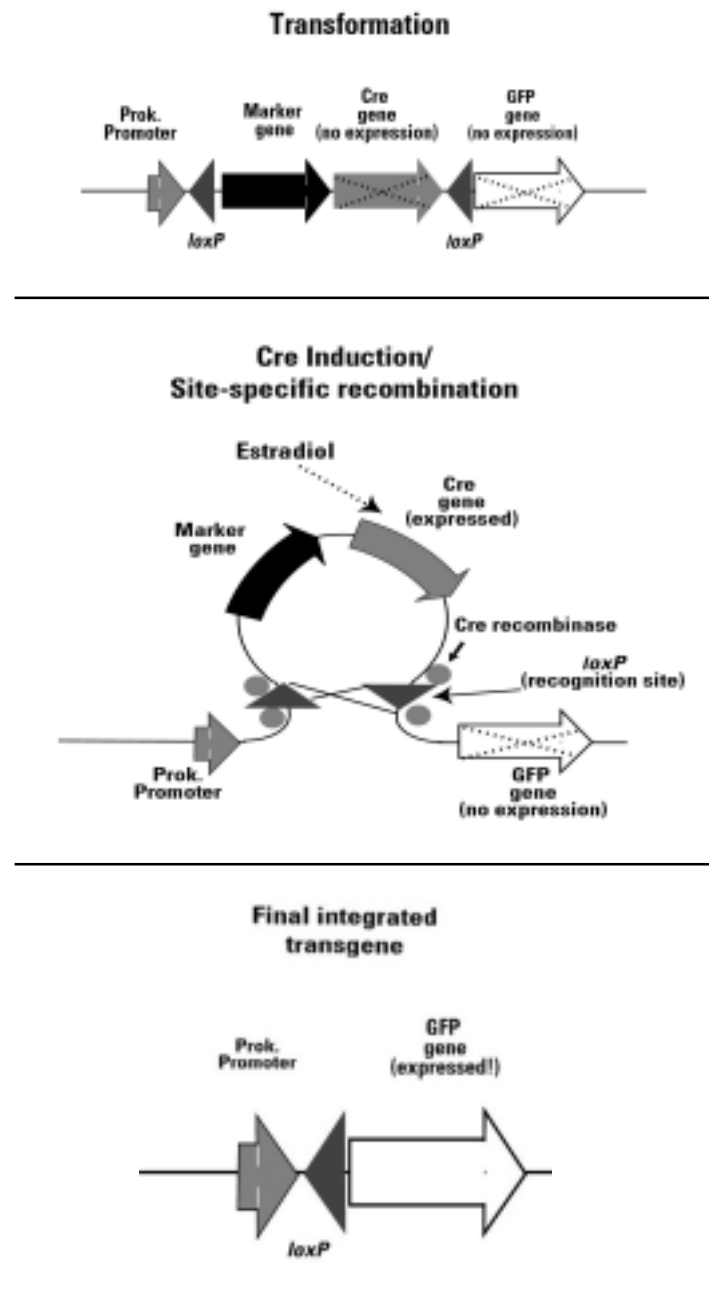 Transformation
Prok.
Promoter
Marker
gene
Cre
gene
(no expression)
GFP
gene
(no expression)
loxP
loxP
Cre Induction/
Site-specific recombination
Estradiol
Cre
gene
(expressed)
Marker
gene
Cre recombinase
loxP
(recognition site)
Prok.
Promoter
GFP
gene
(no expression)
Final integrated
transgene
Prok.
Promoter
GFP
gene
(expressed!)
loxP